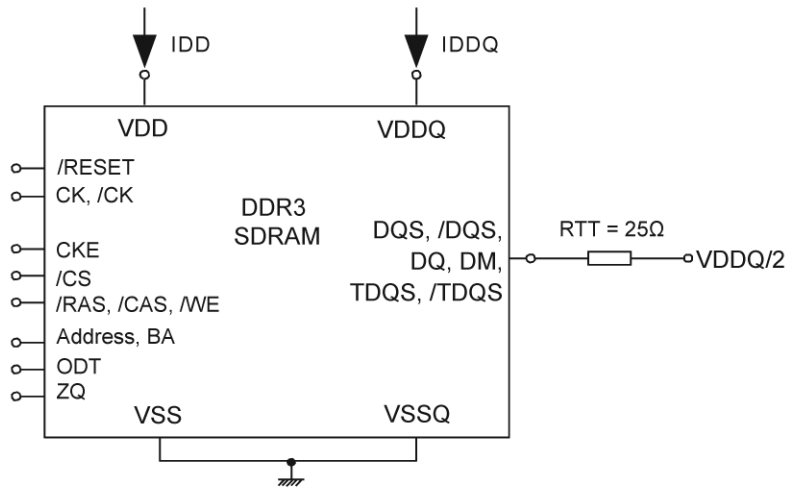 IDD
IDDQ
VDD
VDDQ
/RESET
CK, /CK
DDR3
SDRAM
CKE
/CS
/RAS, /CAS, /WE
Address, BA
ODT
ZQ
DQS, /DQS,
DQ, DM,
TDQS, /TDQS
RTT = 25Ω
VDDQ/2
VSS
VSSQ